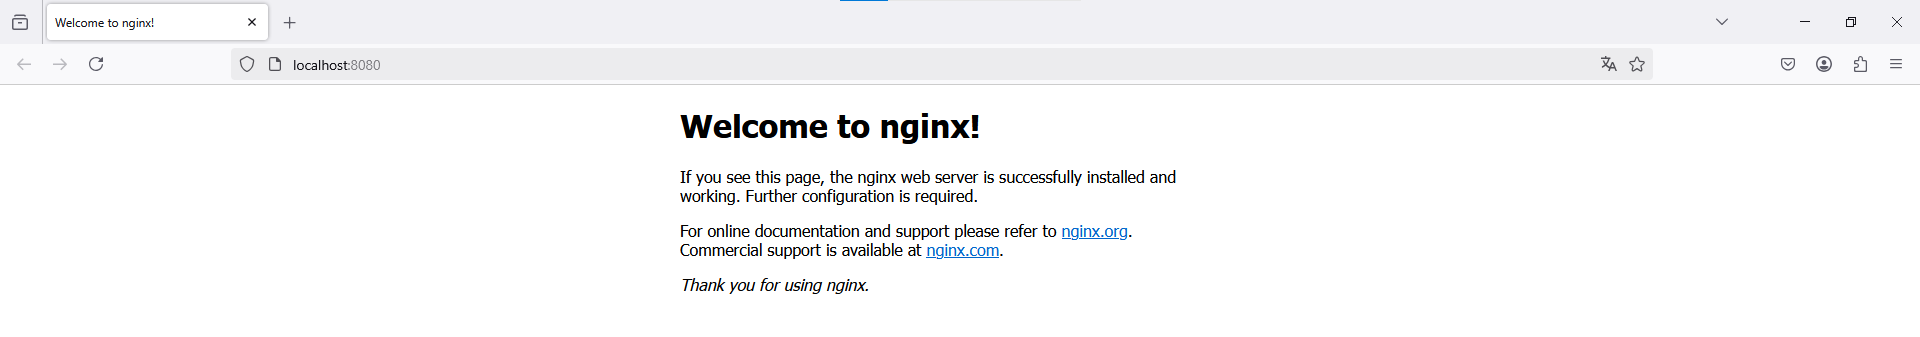 Welcome to nginx!
localhost:8080
Welcome to nginx!
If you see this page, the nginx web server is successfully installed and
working. Further configuration is required.
For online documentation and support please refer to nginx.org.
Commercial support is available at nginx.com.
Thank you for using nginx.